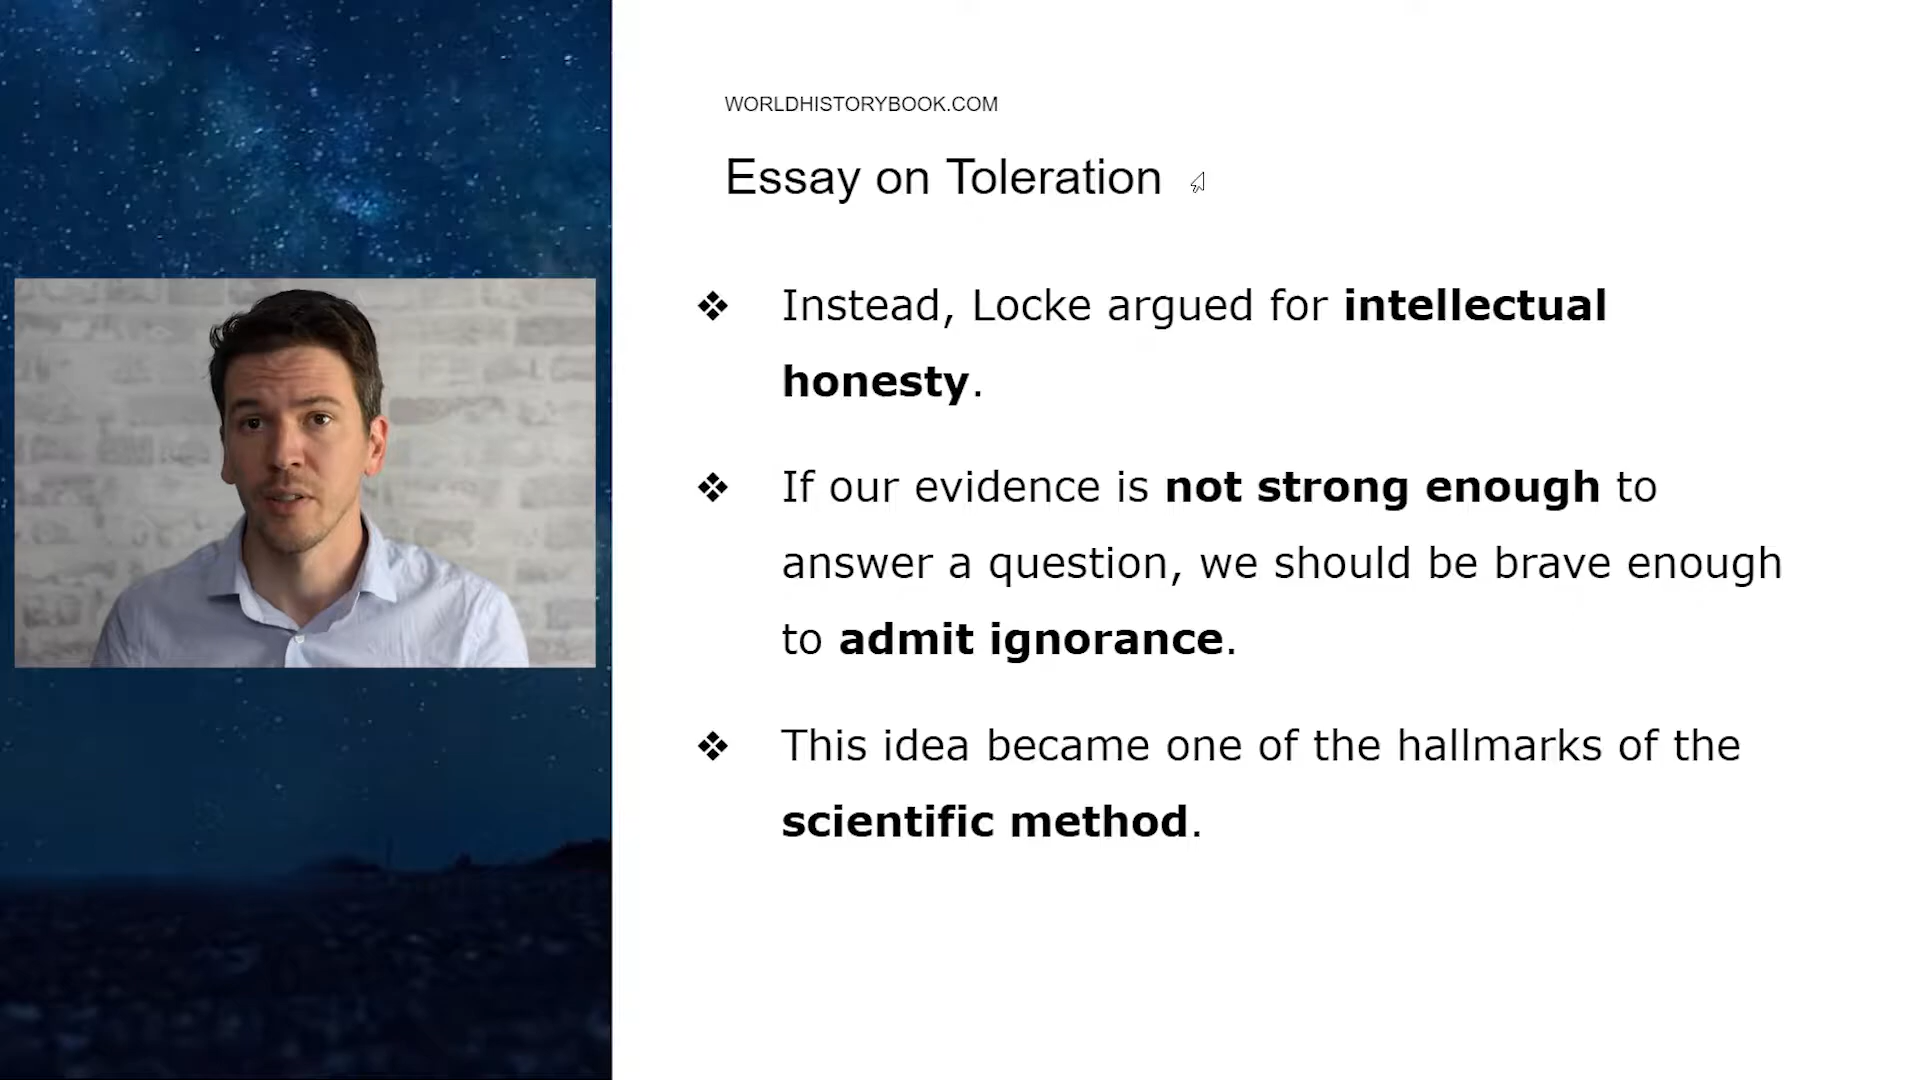 WORLDHISTORYBOOK.COM
Essay on Toleration
❖ Instead, Locke argued for intellectual
honesty.
❖ If our evidence is not strong enough to
answer a question, we should be brave enough
to admit ignorance.
❖ This idea became one of the hallmarks of the
scientific method.